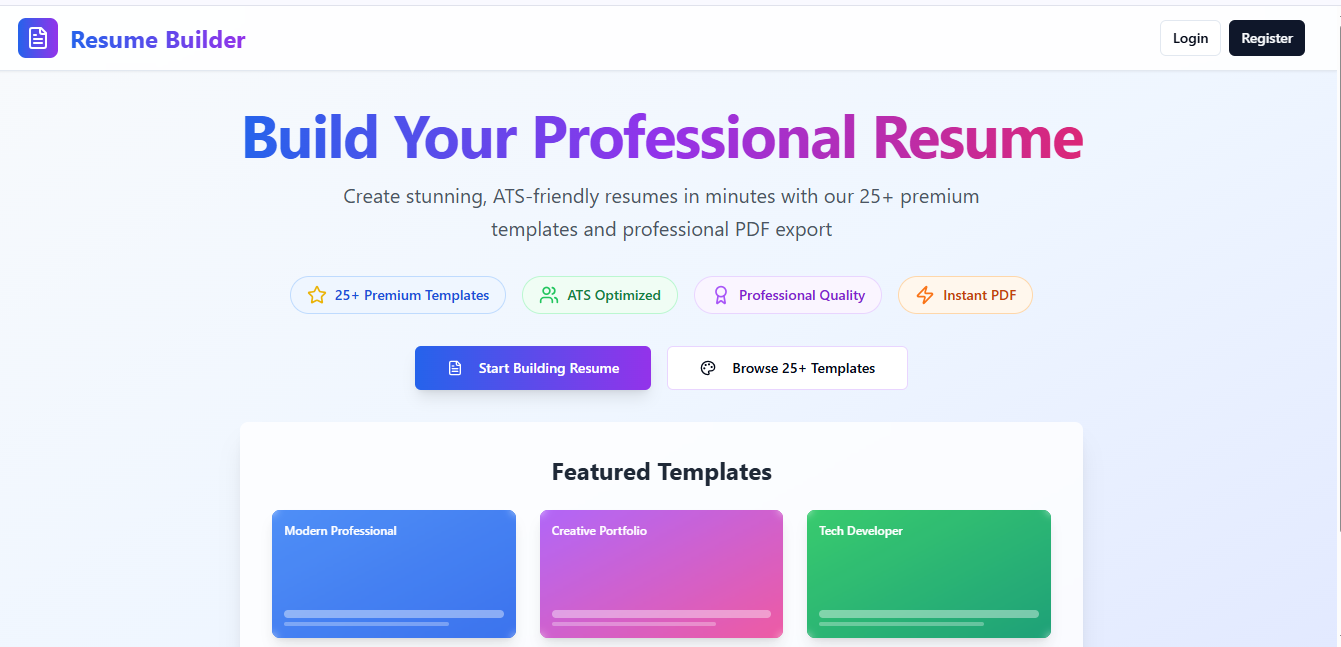 Resume Builder
Login
Register
Build Your Professional Resume
Create stunning, ATS-friendly resumes in minutes with our 25+ premium
templates and professional PDF export
25+ Premium Templates
ATS Optimized
Professional Quality
Instant PDF
Start Building Resume
Browse 25+ Templates
Featured Templates
Modern Professional
Creative Portfolio
Tech Developer